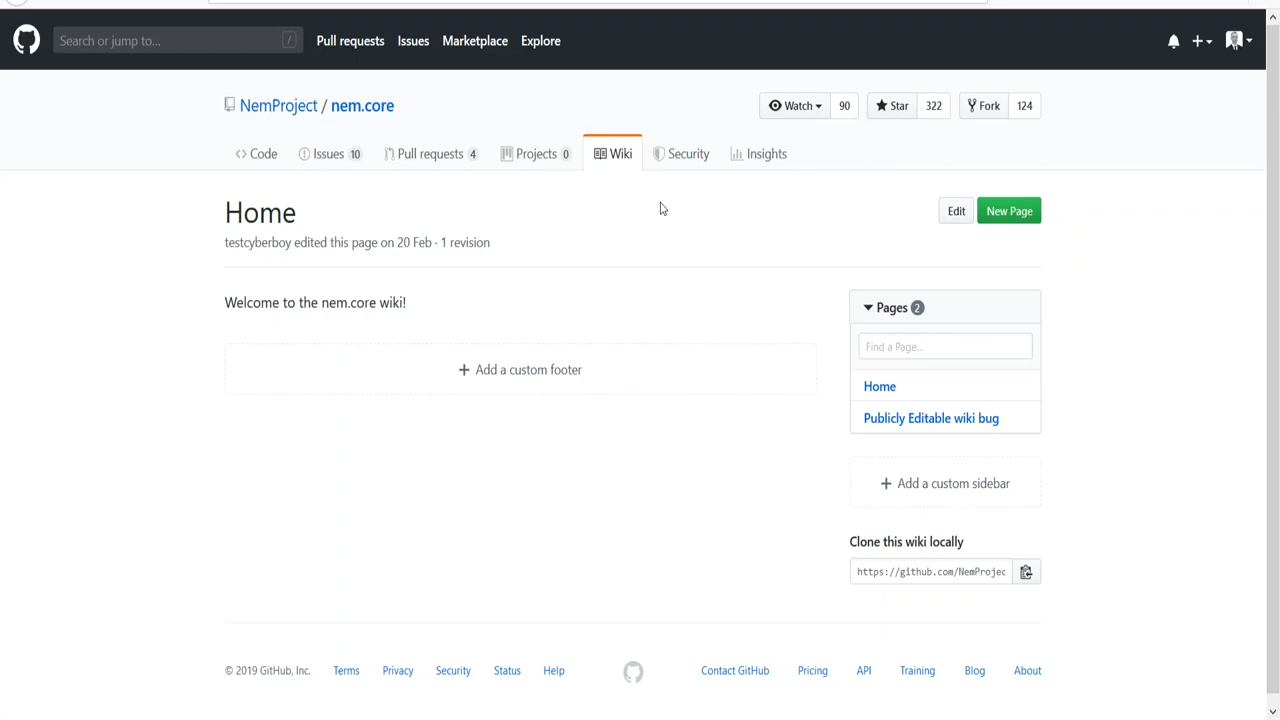 Search or jump to... / Pull requests Issues Marketplace Explore
NemProject / nem.core Watch 90 Star 322 Fork 124
Code Issues 10 Pull requests 4 Projects 0 Wiki Security Insights
Home Edit New Page
testcyberboy edited this page on 20 Feb · 1 revision
Welcome to the nem.core wiki!
+ Add a custom footer
Pages 2
Find a Page...
Home
Publicly Editable wiki bug
+ Add a custom sidebar
Clone this wiki locally
https://github.com/NemProjec
© 2019 GitHub, Inc. Terms Privacy Security Status Help Contact GitHub Pricing API Training Blog About